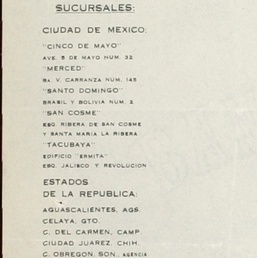 SUCURSALES:
CIUDAD DE MEXICO:
"CINCO DE MAYO"
AVE. 5 DE MAYO NUM. 32
"MERCED"
8A. V. CARRANZA NUM. 145
"SANTO DOMINGO"
BRASIL Y BOLIVIA NUM. 2
"SAN COSME"
ESQ. RIBERA DE SAN COSME
Y SANTA MARIA LA RIBERA
"TACUBAYA"
EDIFICIO "ERMITA"
ESQ. JALISCO Y REVOLUCION
ESTADOS
DE LA REPUBLICA:
AGUASCALIENTES, AGS.
CELAYA, GTO.
C. DEL CARMEN, CAMP.
CIUDAD JUAREZ, CHIH.
C. OBREGON, SON., AGENCIA